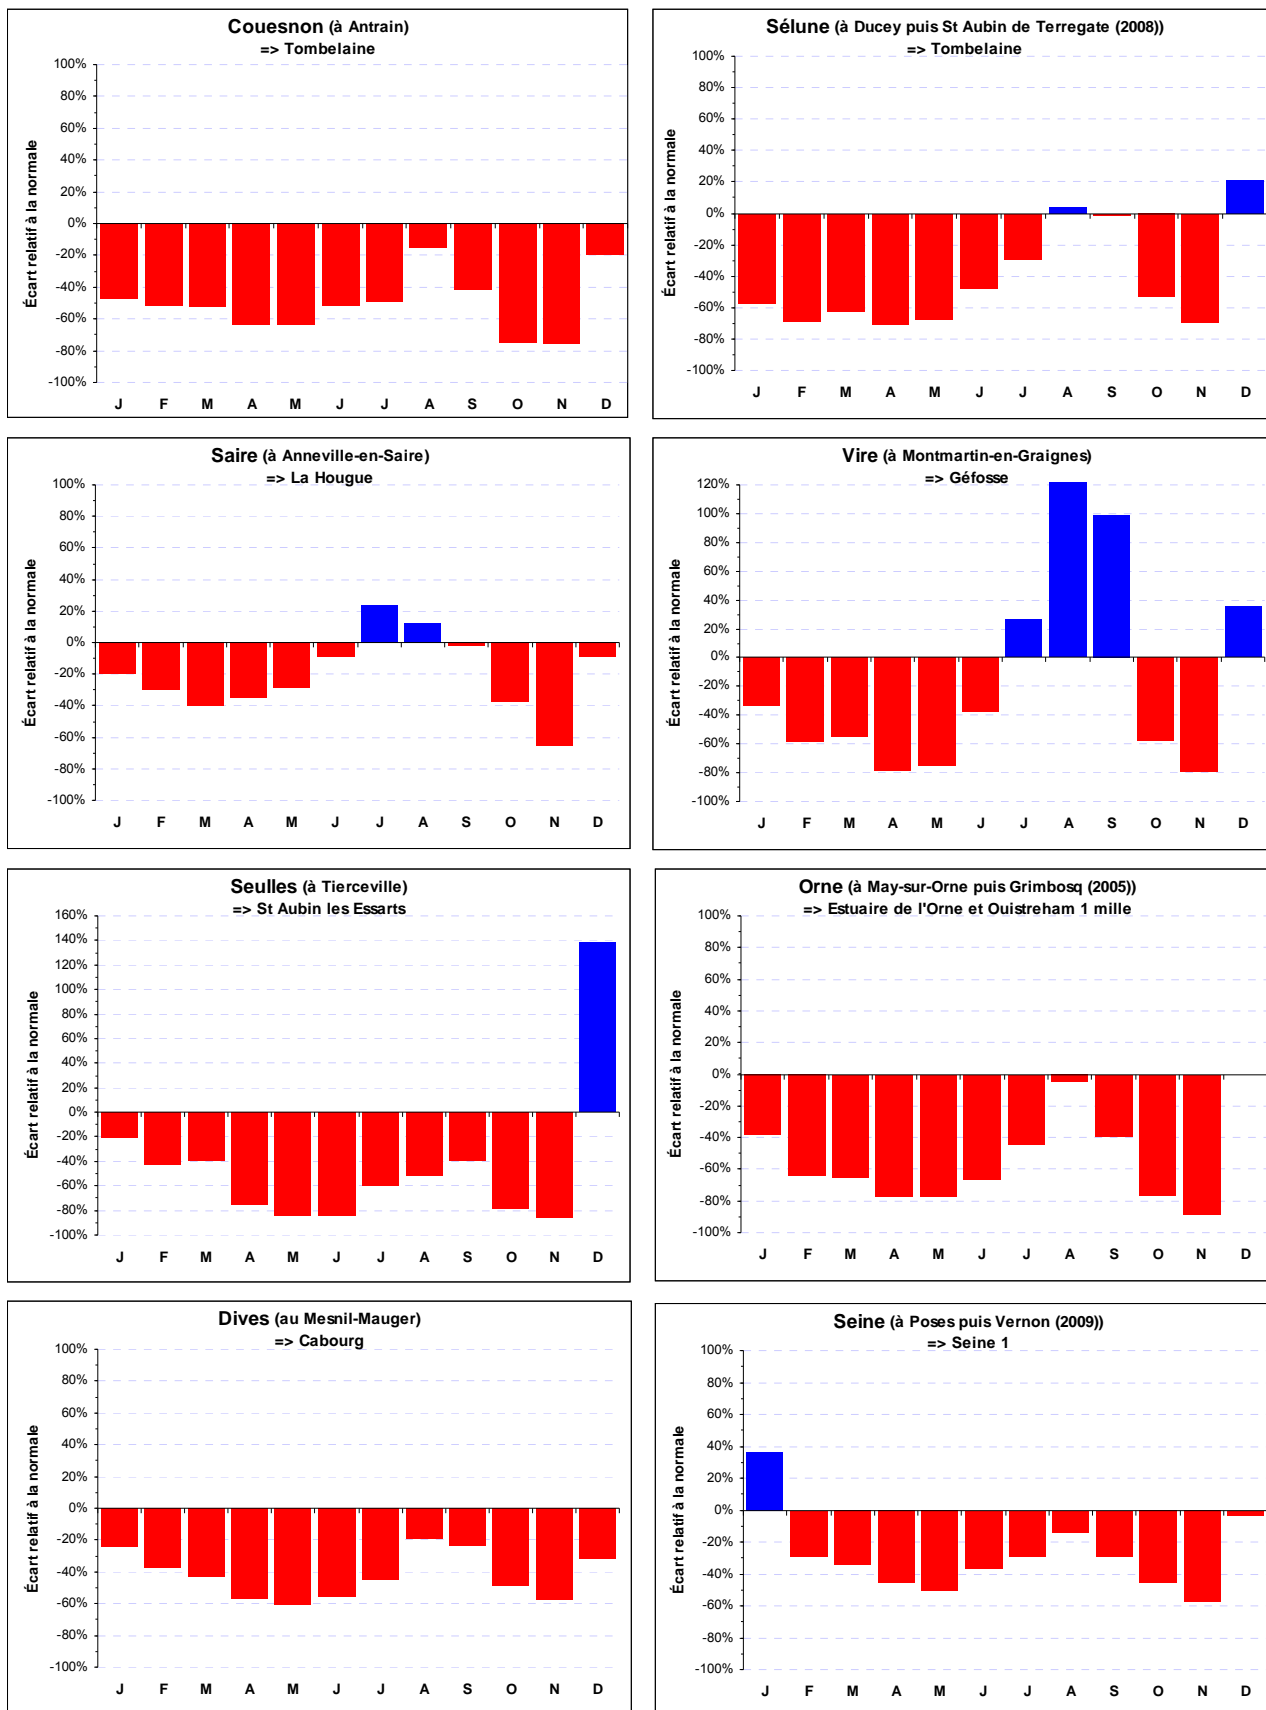 Couesnon (à Antrain)
=> Tombelaine
Écart relatif à la normale
100%
80%
60%
40%
20%
0%
-20%
-40%
-60%
-80%
-100%
J F M A M J J A S O N D
Sélune (à Ducey puis St Aubin de Terregate (2008))
=> Tombelaine
Écart relatif à la normale
100%
80%
60%
40%
20%
0%
-20%
-40%
-60%
-80%
-100%
J F M A M J J A S O N D
Saire (à Anneville-en-Saire)
=> La Hougue
Écart relatif à la normale
100%
80%
60%
40%
20%
0%
-20%
-40%
-60%
-80%
-100%
J F M A M J J A S O N D
Vire (à Montmartin-en-Graignes)
=> Géfosse
Écart relatif à la normale
120%
100%
80%
60%
40%
20%
0%
-20%
-40%
-60%
-80%
-100%
J F M A M J J A S O N D
Seulles (à Tierceville)
=> St Aubin les Essarts
Écart relatif à la normale
160%
140%
120%
100%
80%
60%
40%
20%
0%
-20%
-40%
-60%
-80%
-100%
J F M A M J J A S O N D
Orne (à May-sur-Orne puis Grimbosq (2005))
=> Estuaire de l'Orne et Ouistreham 1 mille
Écart relatif à la normale
100%
80%
60%
40%
20%
0%
-20%
-40%
-60%
-80%
-100%
J F M A M J J A S O N D
Dives (au Mesnil-Mauger)
=> Cabourg
Écart relatif à la normale
100%
80%
60%
40%
20%
0%
-20%
-40%
-60%
-80%
-100%
J F M A M J J A S O N D
Seine (à Poses puis Vernon (2009))
=> Seine 1
Écart relatif à la normale
100%
80%
60%
40%
20%
0%
-20%
-40%
-60%
-80%
-100%
J F M A M J J A S O N D